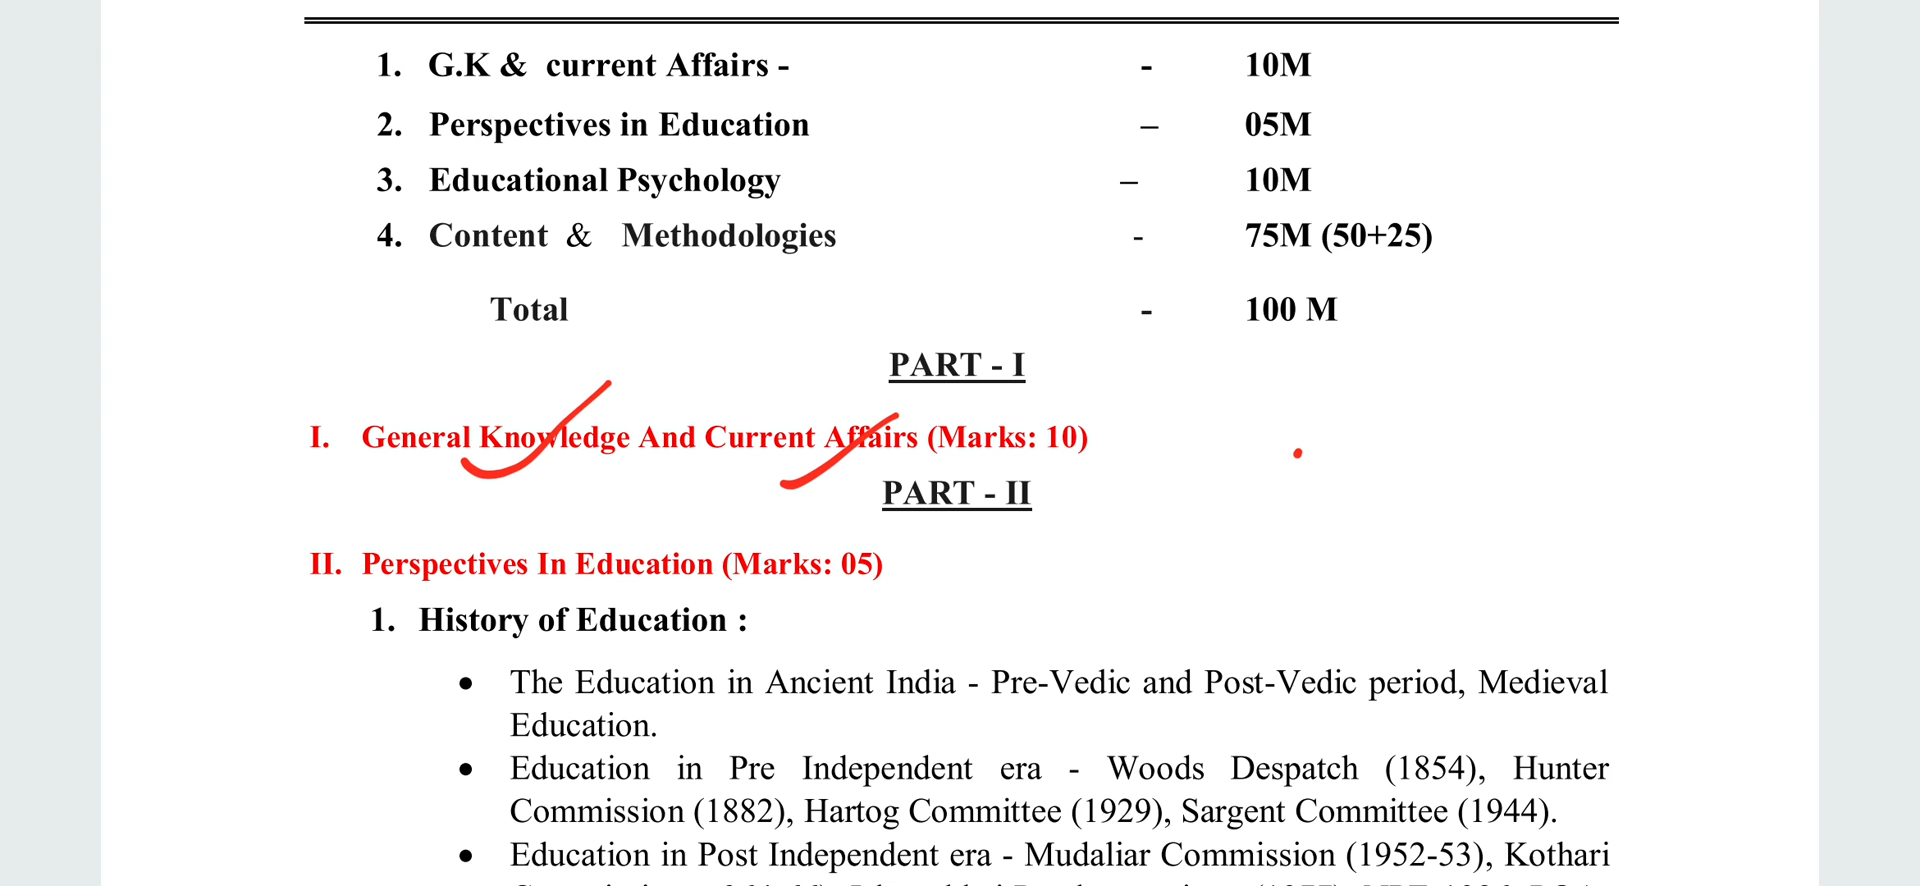 1. G.K & current Affairs - - 10M
2. Perspectives in Education – 05M
3. Educational Psychology – 10M
4. Content & Methodologies - 75M (50+25)
Total - 100 M
PART - I
I. General Knowledge And Current Affairs (Marks: 10)
PART - II
II. Perspectives In Education (Marks: 05)
1. History of Education :
• The Education in Ancient India - Pre-Vedic and Post-Vedic period, Medieval
Education.
• Education in Pre Independent era - Woods Despatch (1854), Hunter
Commission (1882), Hartog Committee (1929), Sargent Committee (1944).
• Education in Post Independent era - Mudaliar Commission (1952-53), Kothari